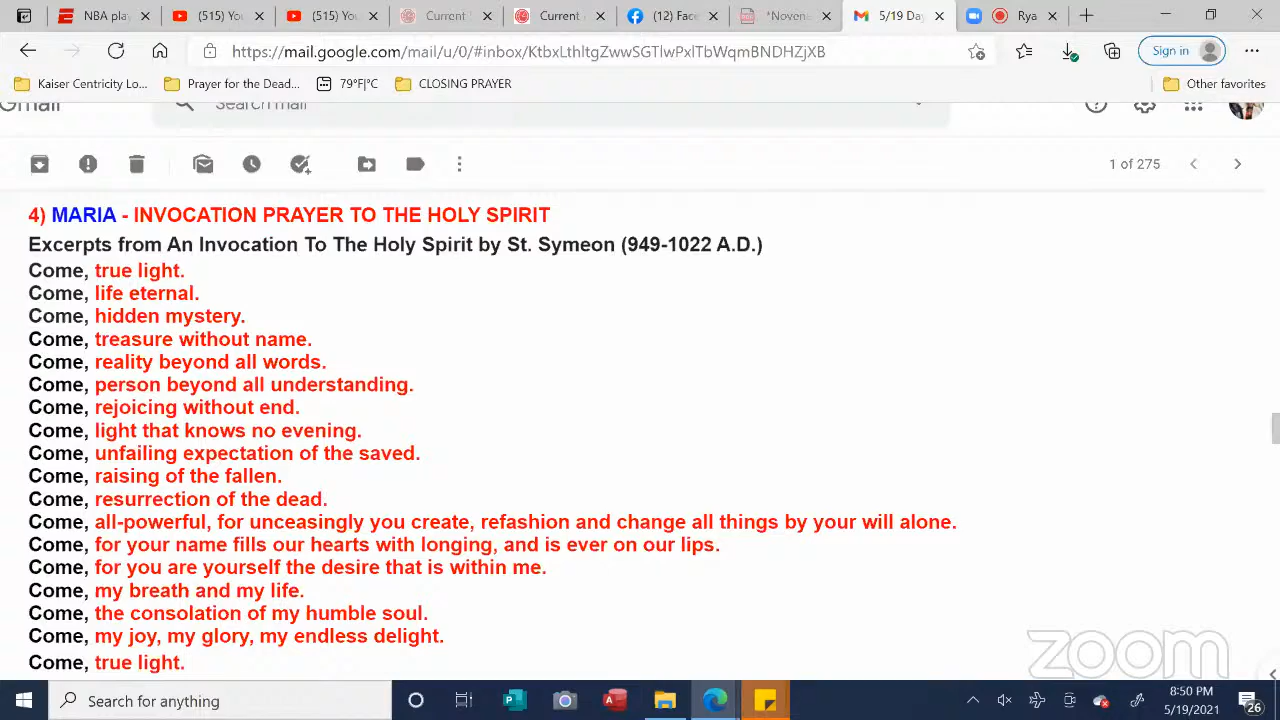 (515) You
(515) Yo
Current
Current
(12) Face
*Novena
5/19 Day
Rya
https://mail.google.com/mail/u/0/#inbox/KtbxLthltgZwwSGTlwPxlTbWqmBNDHZjXB
Sign in
Kaiser Centricity Lo...
Prayer for the Dead...
79°F|°C
CLOSING PRAYER
Other favorites
Gmail
Search mail
1 of 275
4) MARIA - INVOCATION PRAYER TO THE HOLY SPIRIT
Excerpts from An Invocation To The Holy Spirit by St. Symeon (949-1022 A.D.)
Come, true light.
Come, life eternal.
Come, hidden mystery.
Come, treasure without name.
Come, reality beyond all words.
Come, person beyond all understanding.
Come, rejoicing without end.
Come, light that knows no evening.
Come, unfailing expectation of the saved.
Come, raising of the fallen.
Come, resurrection of the dead.
Come, all-powerful, for unceasingly you create, refashion and change all things by your will alone.
Come, for your name fills our hearts with longing, and is ever on our lips.
Come, for you are yourself the desire that is within me.
Come, my breath and my life.
Come, the consolation of my humble soul.
Come, my joy, my glory, my endless delight.
Come, true light.
zoom
Search for anything
8:50 PM
5/19/2021
26